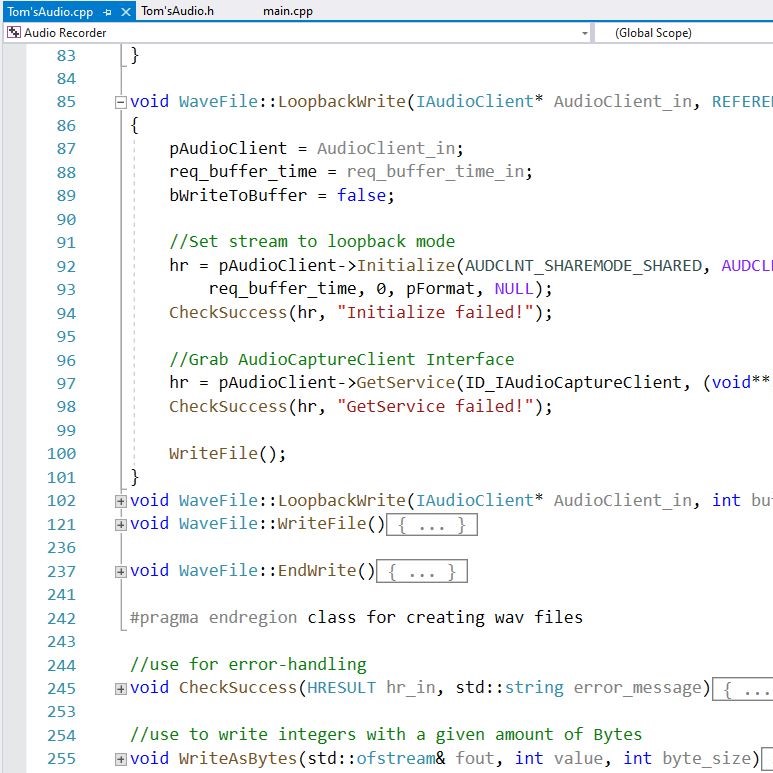 Tom'sAudio.cpp Tom'sAudio.h main.cpp
Audio Recorder (Global Scope)
83 }
84
85 void WaveFile::LoopbackWrite(IAudioClient* AudioClient_in, REFERE
86 {
87 pAudioClient = AudioClient_in;
88 req_buffer_time = req_buffer_time_in;
89 bWriteToBuffer = false;
90
91 //Set stream to loopback mode
92 hr = pAudioClient->Initialize(AUDCLNT_SHAREMODE_SHARED, AUDCL
93 req_buffer_time, 0, pFormat, NULL);
94 CheckSuccess(hr, "Initialize failed!");
95
96 //Grab AudioCaptureClient Interface
97 hr = pAudioClient->GetService(ID_IAudioCaptureClient, (void**
98 CheckSuccess(hr, "GetService failed!");
99
100 WriteFile();
101 }
102 void WaveFile::LoopbackWrite(IAudioClient* AudioClient_in, int bu
121 void WaveFile::WriteFile(){ ... }
236
237 void WaveFile::EndWrite(){ ... }
241
242 #pragma endregion class for creating wav files
243
244 //use for error-handling
245 void CheckSuccess(HRESULT hr_in, std::string error_message){ ...
253
254 //use to write integers with a given amount of Bytes
255 void WriteAsBytes(std::ofstream& fout, int value, int byte_size)